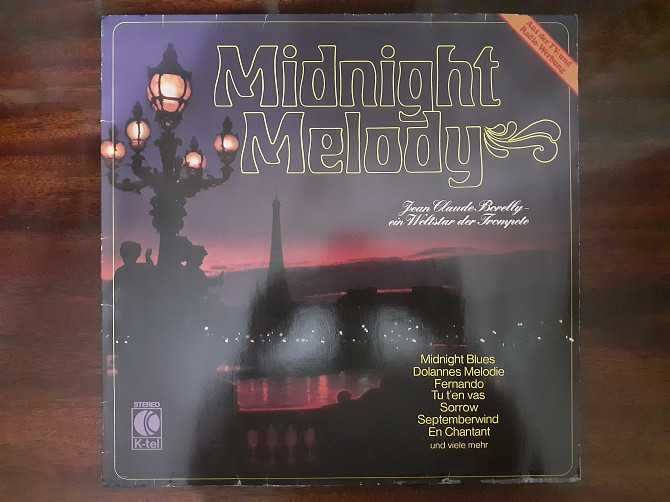 Midnight
Melody
Aus der TV- und
Radio-Werbung
Jean Claude Borelly -
ein Weltstar der Trompete
Midnight Blues
Dolannes Melodie
Fernando
Tu t'en vas
Sorrow
Septemberwind
En Chantant
und viele mehr
STEREO
K-tel